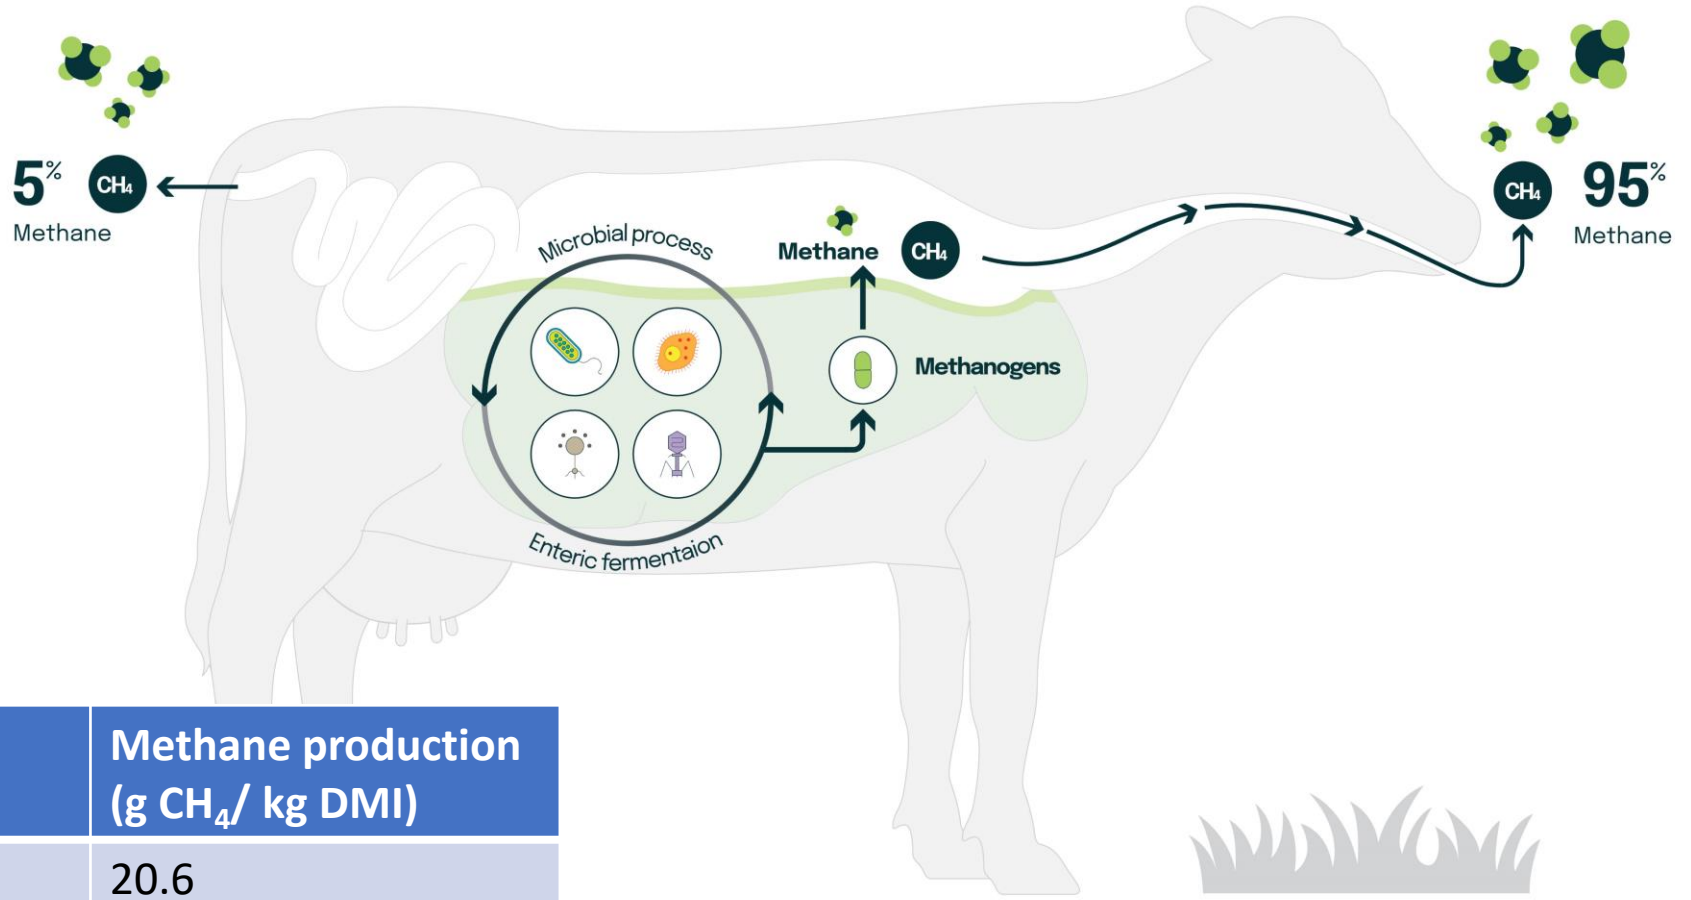 5%
CH₄
Methane
Microbial process
Methane
CH₄
CH₄
95%
Methane
Methanogens
Enteric fermentaion
Methane production
(g CH₄/ kg DMI)
20.6